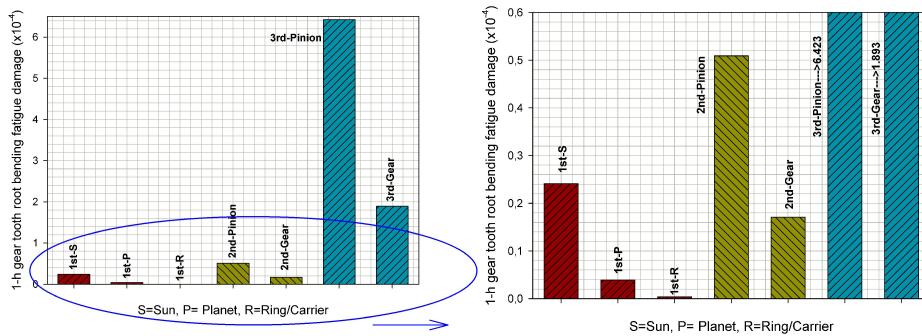 1-h gear tooth root bending fatigue damage (x10⁻⁴)
6
5
4
3
2
1
0
1st-S
1st-P
1st-R
2nd-Pinion
2nd-Gear
3rd-Pinion
3rd-Gear
S=Sun, P= Planet, R=Ring/Carrier
1-h gear tooth root bending fatigue damage (x10⁻⁴)
0,6
0,5
0,4
0,3
0,2
0,1
0,0
1st-S
1st-P
1st-R
2nd-Pinion
2nd-Gear
3rd-Pinion--->6.423
3rd-Gear--->1.893
S=Sun, P= Planet, R=Ring/Carrier